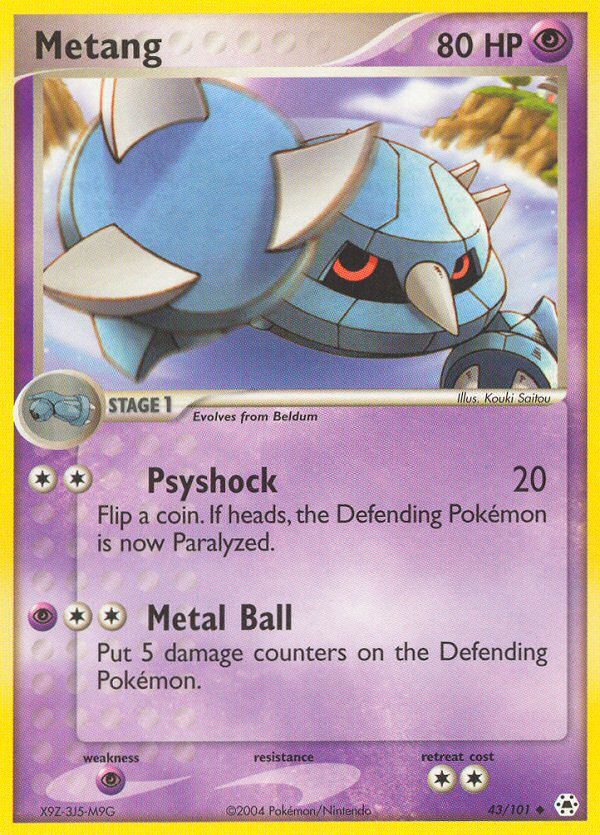 Metang 80 HP
Illus. Kouki Saitou
STAGE 1
Evolves from Beldum
Psyshock 20
Flip a coin. If heads, the Defending Pokémon
is now Paralyzed.
Metal Ball
Put 5 damage counters on the Defending
Pokémon.
weakness resistance retreat cost
X9Z-3J5-M9G ©2004 Pokémon/Nintendo 43/101